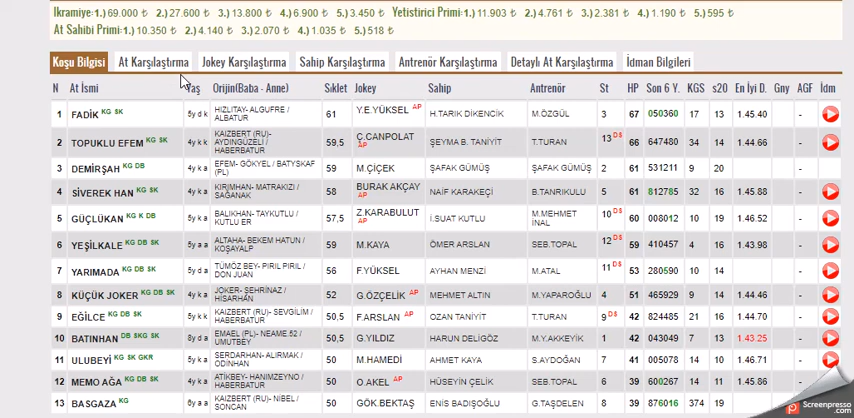 İkramiye: 1.) 69.000 ₺ 2.) 27.600 ₺ 3.) 13.800 ₺ 4.) 6.900 ₺ 5.) 3.450 ₺ Yetistirici Primi: 1.) 11.903 ₺ 2.) 4.761 ₺ 3.) 2.381 ₺ 4.) 1.190 ₺ 5.) 595 ₺
At Sahibi Primi: 1.) 10.350 ₺ 2.) 4.140 ₺ 3.) 2.070 ₺ 4.) 1.035 ₺ 5.) 518 ₺
Koşu Bilgisi At Karşılaştırma Jokey Karşılaştırma Sahip Karşılaştırma Antrenör Karşılaştırma Detaylı At Karşılaştırma İdman Bilgileri
N At İsmi Yaş Orijin(Baba - Anne) Sıklet Jokey Sahip Antrenör St HP Son 6 Y. KGS s20 En İyi D. Gny AGF İdm
1 FADİK KG SK 5y d k HIZLITAY- ALGUFRE / ALBATUR 61 Y.E.YÜKSEL AP H.TARIK DİKENCİK M.ÖZGÜL 3 67 050360 17 13 1.45.40 -
2 TOPUKLU EFEM KG SK 4y k k KAIZBERT (RU)- AYDINGÜZELİ / HABERBATUR 59,5 Ç.CANPOLAT AP ŞEYMA B. TANİYİT T.TURAN 13 DS 66 647480 34 14 1.44.66 -
3 DEMİRŞAH KG DB 4y k a EFEM- GÖKYEL / BATYSKAF (PL) 59 M.ÇİÇEK ŞAFAK GÜMÜŞ ŞAFAK GÜMÜŞ 2 61 531211 9 20 -
4 SİVEREK HAN KG SK 4y k a KIRIMHAN- MATRAKIZI / SAĞANAK 58 BURAK AKÇAY AP NAİF KARAKEÇİ B.TANRIKULU 5 61 812785 32 16 1.45.88 -
5 GÜÇLÜKAN KG K DB 5y k a BALIKHAN- TAYKUTLU / KUTLU ER 57,5 Z.KARABULUT AP İ.SUAT KUTLU M.MEHMET İNAL 10 DS 60 008012 10 19 1.46.52 -
6 YEŞİLKALE KG DB SK 5y a a ALTAHA- BEKEM HATUN / KOŞAYALP 59 M.KAYA ÖMER ARSLAN SEB.TOPAL 12 DS 59 410457 4 16 1.43.98 -
7 YARIMADA KG DB SK 5y d a TÜMÖZ BEY- PIRIL PIRIL / DON JUAN 56 F.YÜKSEL AYHAN MENZİ M.ATAL 11 DS 53 280590 10 14 -
8 KÜÇÜK JOKER KG DB SK 4y k a JOKER- ŞEHRİNAZ / HİSARHAN 52 G.ÖZÇELİK AP MEHMET ALTIN M.YAPAROĞLU 4 51 465929 9 14 1.44.46 -
9 EĞİLCE KG DB SK 4y k k KAIZBERT (RU)- SEVGİLİM / HABERBATUR 50 F.ARSLAN AP OZAN TANİYİT T.TURAN 9 DS 42 824485 21 16 1.44.70 -
10 BATINHAN DB SKG SK 8y d a EMAEL (PL)- NEAME.52 / UMUTBEY 50,5 G.YILDIZ HARUN DELİGÖZ M.Y.AKKEYİK 1 42 043049 7 13 1.43.25 -
11 ULUBEYİ KG SK GKR 5y k a SERDARHAN- ALIRMAK / ODİNHAN 50 M.HAMEDİ AHMET KAYA S.AYDOĞAN 7 41 005078 14 10 1.46.71 -
12 MEMO AĞA KG DB SK 4y k a ATİKBEY- HANIMZEYNO / HABERBATUR 50 O.AKEL AP HÜSEYİN ÇELİK SEB.TOPAL 6 39 600267 14 11 1.45.86 -
13 BASGAZA KG 6y a a KAIZBERT (RU)- NIBEL / SONCAN 50 GÖK.BEKTAŞ ENİS BADIŞOĞLU G.TAŞDELEN 8 39 876016 374 19 -
Screenpresso.com